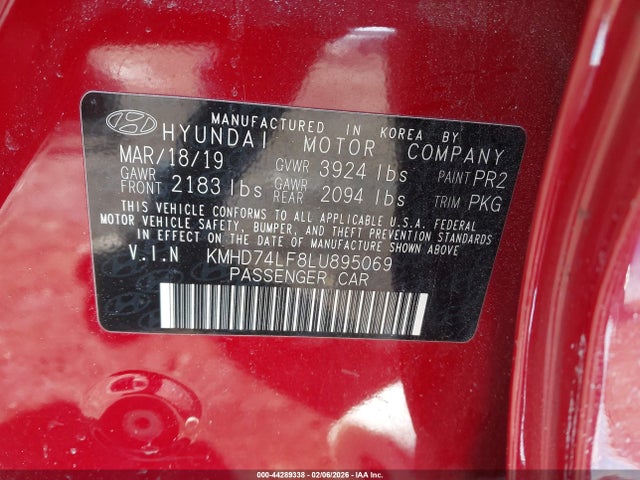 MANUFACTURED IN KOREA BY
HYUNDAI MOTOR COMPANY
MAR/18/19 GVWR 3924 lbs PAINT PR2
GAWR FRONT 2183 lbs GAWR REAR 2094 lbs TRIM PKG
THIS VEHICLE CONFORMS TO ALL APPLICABLE U.S.A. FEDERAL
MOTOR VEHICLE SAFETY, BUMPER, AND THEFT PREVENTION STANDARDS
IN EFFECT ON THE DATE OF MANUFACTURE SHOWN ABOVE
V.I.N KMHD74LF8LU895069
PASSENGER CAR
000-44289338 - 02/06/2026 - IAA Inc.